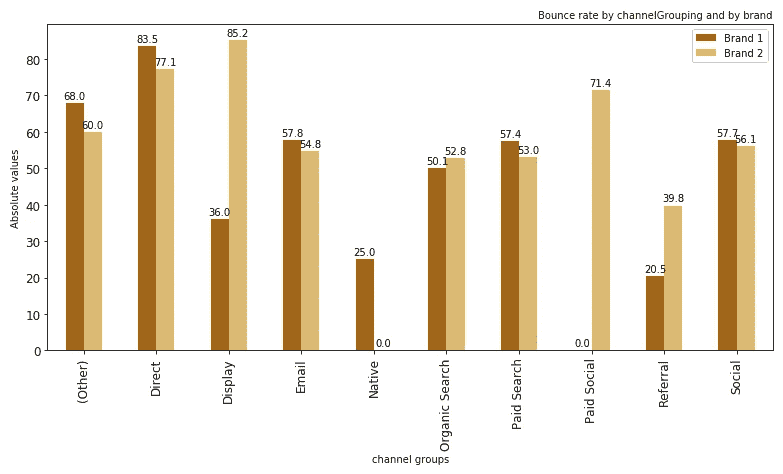 Bounce rate by channelGrouping and by brand
Brand 1
Brand 2
Absolute values
80
70
60
50
40
30
20
10
0
68.0
60.0
83.5
77.1
36.0
85.2
57.8
54.8
25.0
0.0
50.1
52.8
57.4
53.0
0.0
71.4
20.5
39.8
57.7
56.1
(Other)
Direct
Display
Email
Native
Organic Search
Paid Search
Paid Social
Referral
Social
channel groups